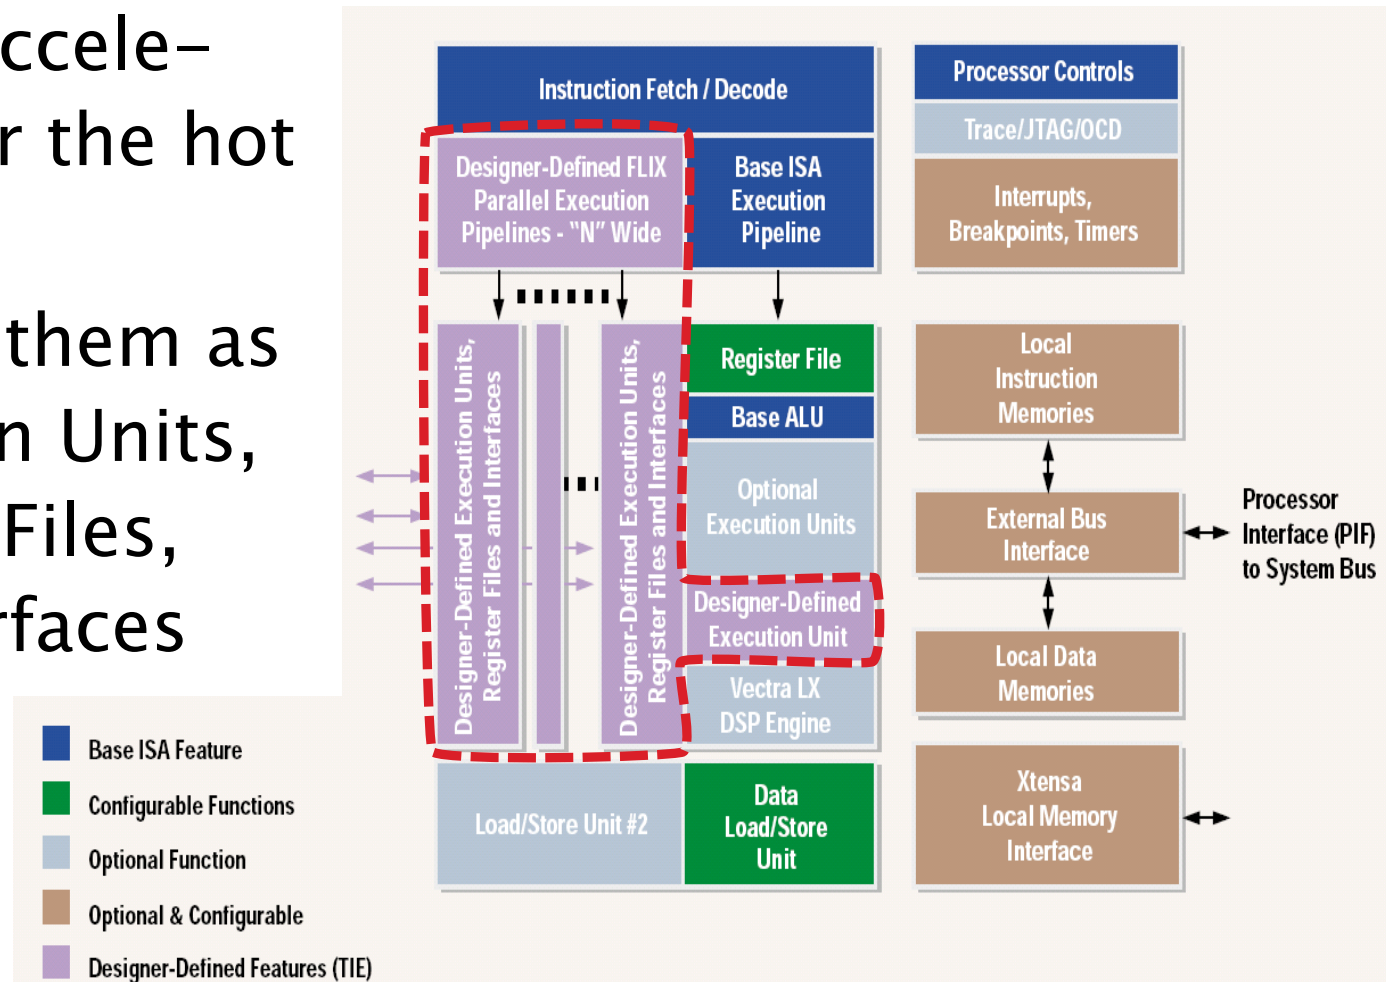 ccele-
r the hot
them as
n Units,
Files,
rfaces
Instruction Fetch / Decode
Designer-Defined FLIX
Parallel Execution
Pipelines - "N" Wide
Base ISA
Execution
Pipeline
Designer-Defined Execution Units,
Register Files and Interfaces
Designer-Defined Execution Units,
Register Files and Interfaces
Register File
Base ALU
Optional
Execution Units
Designer-Defined
Execution Unit
Vectra LX
DSP Engine
Load/Store Unit #2
Data
Load/Store
Unit
Processor Controls
Trace/JTAG/OCD
Interrupts,
Breakpoints, Timers
Local
Instruction
Memories
External Bus
Interface
Local Data
Memories
Xtensa
Local Memory
Interface
Processor
Interface (PIF)
to System Bus
Base ISA Feature
Configurable Functions
Optional Function
Optional & Configurable
Designer-Defined Features (TIE)